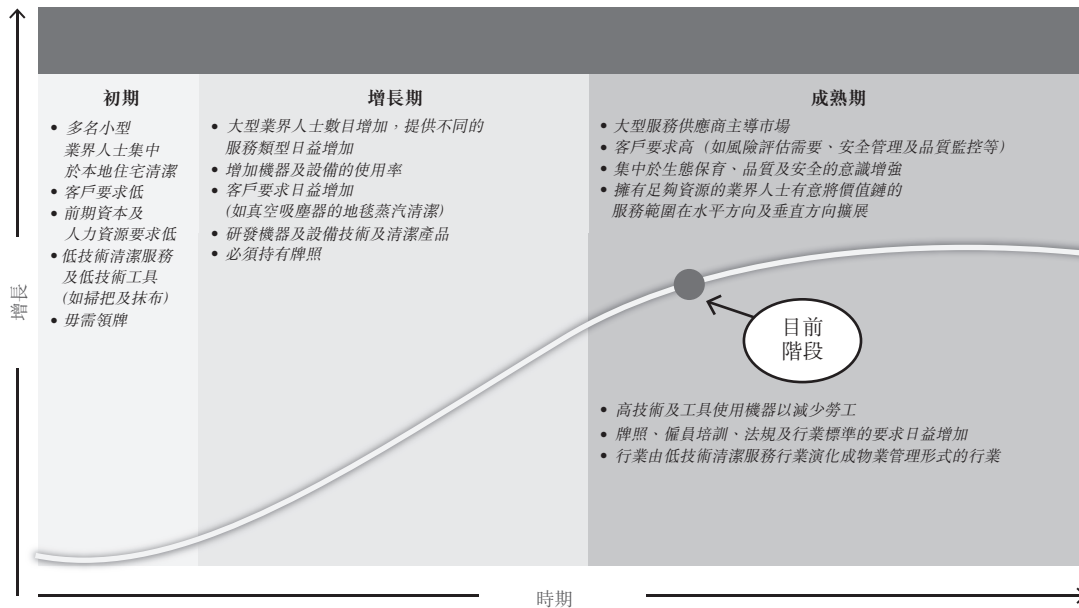 初期
• 多名小型
業界人士集中
於本地住宅清潔
• 客戶要求低
• 前期資本及
人力資源要求低
• 低技術清潔服務
及低技術工具
(如掃把及抹布)
• 毋需領牌
增長期
• 大型業界人士數目增加，提供不同的
服務類型日益增加
• 增加機器及設備的使用率
• 客戶要求日益增加
(如真空吸塵器的地毯蒸汽清潔)
• 研發機器及設備技術及清潔產品
• 必須持有牌照
成熟期
• 大型服務供應商主導市場
• 客戶要求高（如風險評估需要、安全管理及品質監控等）
• 集中於生態保育、品質及安全的意識增強
• 擁有足夠資源的業界人士有意將價值鏈的
服務範圍在水平方向及垂直方向擴展
目前
階段
• 高技術及工具使用機器以減少勞工
• 牌照、僱員培訓、法規及行業標準的要求日益增加
• 行業由低技術清潔服務行業演化成物業管理形式的行業
增長
時期